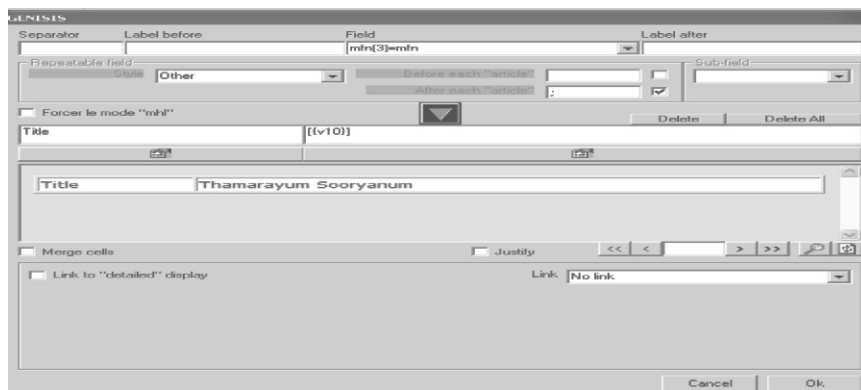 GENISIS
Separator Label before Field Label after
mfn[3]=mfn
Repeatable field Sub-field
Style Other Before each "article"
After each "article" ;
Forcer le mode "mhl"
Delete Delete All
Title [{v10}]
Title Thamarayum Sooryanum
Merge cells Justify << < > >>
Link to "detailed" display Link No link
Cancel Ok